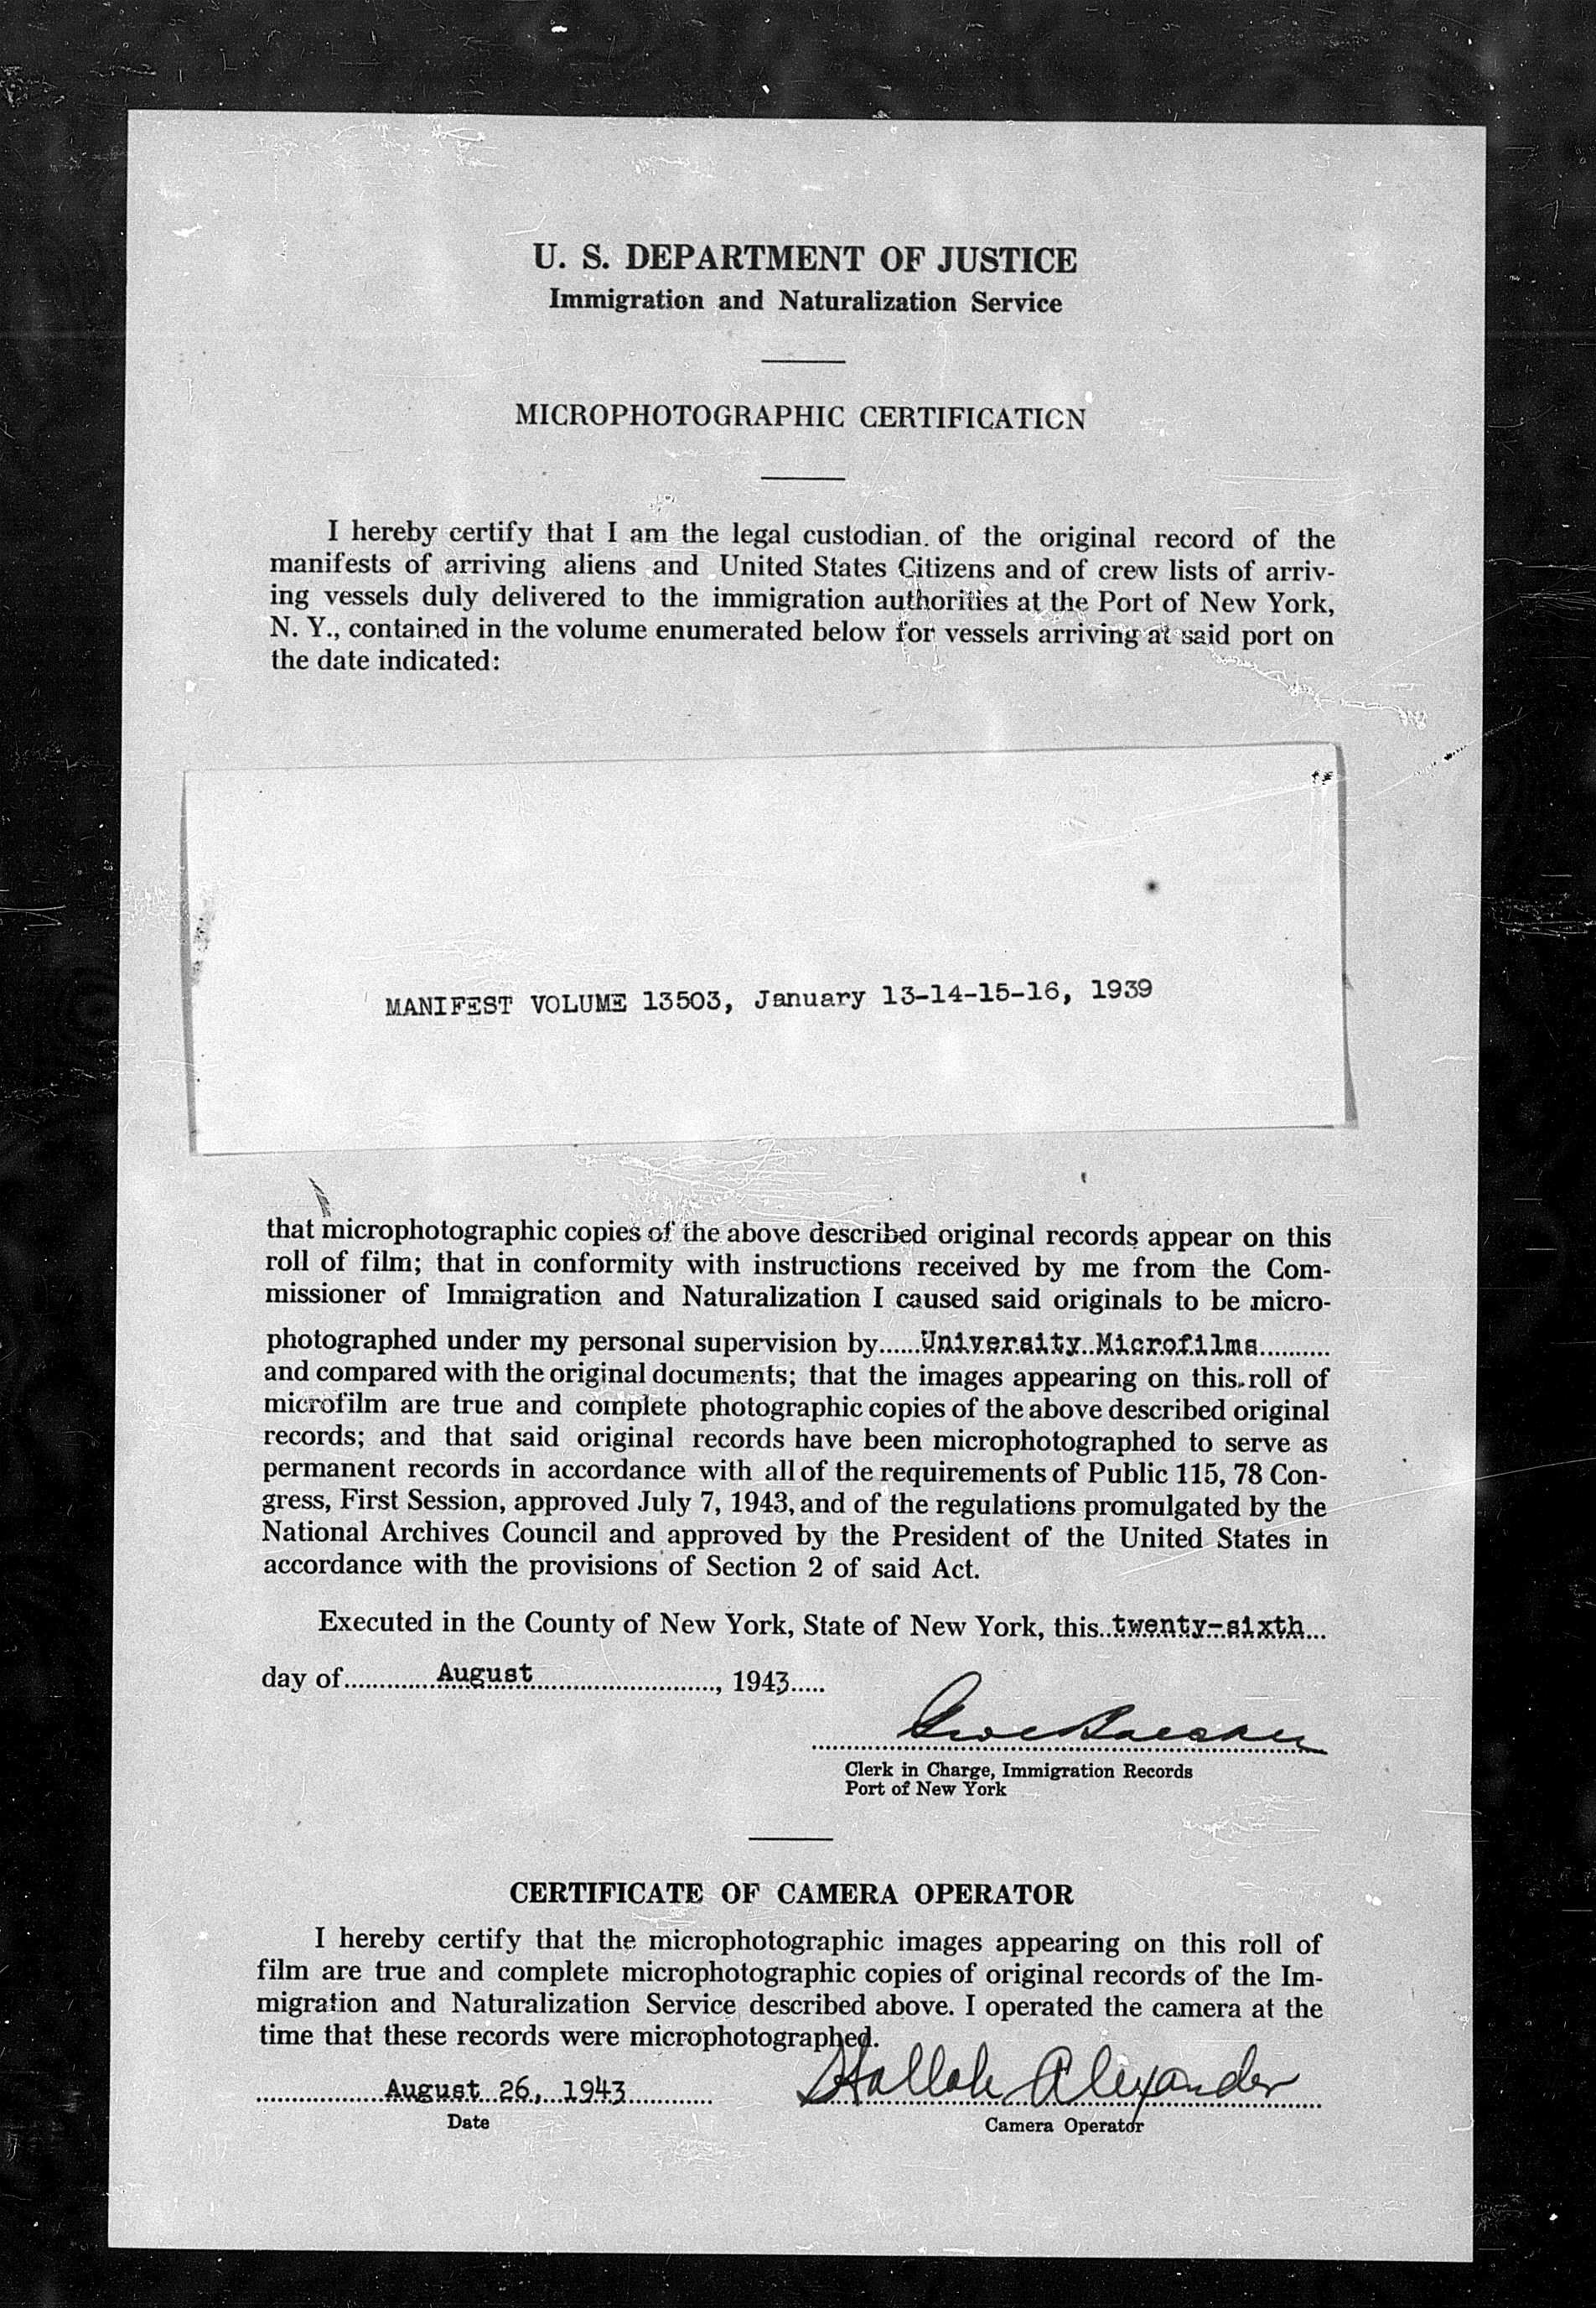 U. S. DEPARTMENT OF JUSTICE
Immigration and Naturalization Service
MICROPHOTOGRAPHIC CERTIFICATION
I hereby certify that I am the legal custodian of the original record of the
manifests of arriving aliens and United States Citizens and of crew lists of arriv-
ing vessels duly delivered to the immigration authorities at the Port of New York,
N. Y., contained in the volume enumerated below for vessels arriving at said port on
the date indicated:
MANIFEST VOLUME 13503, January 13-14-15-16, 1939
that microphotographic copies of the above described original records appear on this
roll of film; that in conformity with instructions received by me from the Com-
missioner of Immigration and Naturalization I caused said originals to be micro-
photographed under my personal supervision by......University Microfilms..........
and compared with the original documents; that the images appearing on this roll of
microfilm are true and complete photographic copies of the above described original
records; and that said original records have been microphotographed to serve as
permanent records in accordance with all of the requirements of Public 115, 78 Con-
gress, First Session, approved July 7, 1943, and of the regulations promulgated by the
National Archives Council and approved by the President of the United States in
accordance with the provisions of Section 2 of said Act.
Executed in the County of New York, State of New York, this..twenty-sixth...
day of.............August..........................., 1943.....
Clerk in Charge, Immigration Records
Port of New York
CERTIFICATE OF CAMERA OPERATOR
I hereby certify that the microphotographic images appearing on this roll of
film are true and complete microphotographic copies of original records of the Im-
migration and Naturalization Service described above. I operated the camera at the
time that these records were microphotographed.
August 26, 1943 Alexander
Date Camera Operator